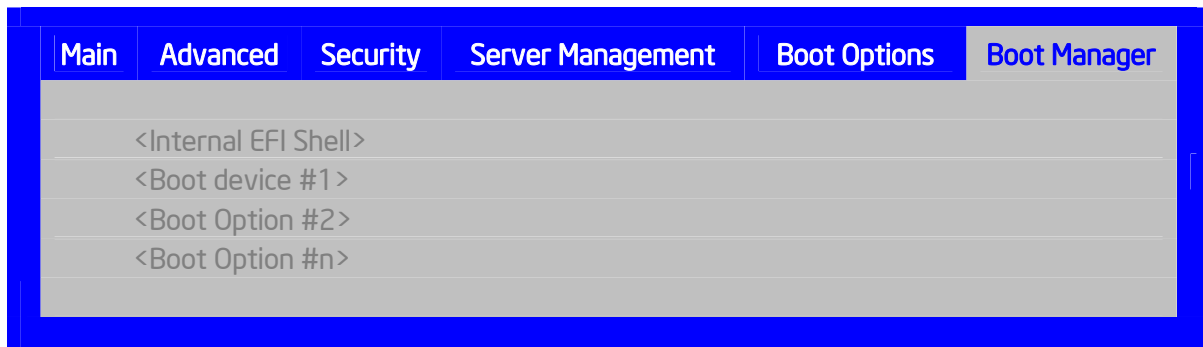 Main Advanced Security Server Management Boot Options Boot Manager
<Internal EFI Shell>
<Boot device #1>
<Boot Option #2>
<Boot Option #n>